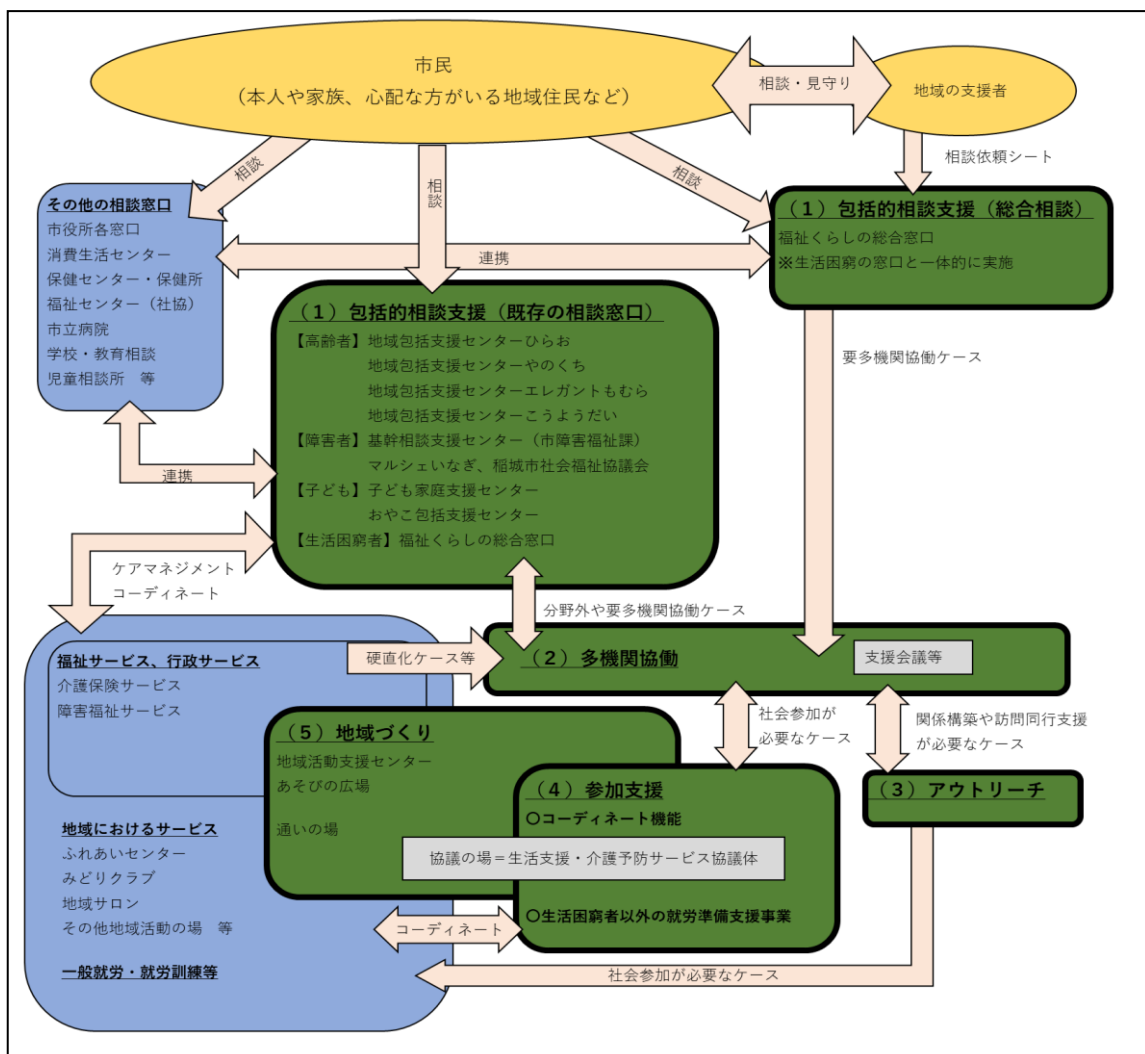 市民
（本人や家族、心配な方がいる地域住民など）
相談・見守り
地域の支援者
相談依頼シート
相談
相談
相談
その他の相談窓口
市役所各窓口
消費生活センター
保健センター・保健所
福祉センター（社協）
市立病院
学校・教育相談
児童相談所　等
連携
（１）包括的相談支援（総合相談）
福祉くらしの総合窓口
※生活困窮の窓口と一体的に実施
（１）包括的相談支援（既存の相談窓口）
【高齢者】地域包括支援センターひらお
地域包括支援センターやのくち
地域包括支援センターエレガントもむら
地域包括支援センターこうようだい
【障害者】基幹相談支援センター（市障害福祉課）
マルシェいなぎ、稲城市社会福祉協議会
【子ども】子ども家庭支援センター
おやこ包括支援センター
【生活困窮者】福祉くらしの総合窓口
要多機関協働ケース
連携
ケアマネジメント
コーディネート
分野外や要多機関協働ケース
福祉サービス、行政サービス
介護保険サービス
障害福祉サービス
硬直化ケース等
（２）多機関協働
支援会議等
社会参加が
必要なケース
関係構築や訪問同行支援
が必要なケース
（５）地域づくり
地域活動支援センター
あそびの広場
通いの場
（４）参加支援
〇コーディネート機能
（３）アウトリーチ
協議の場＝生活支援・介護予防サービス協議体
〇生活困窮者以外の就労準備支援事業
地域におけるサービス
ふれあいセンター
みどりクラブ
地域サロン
その他地域活動の場　等
コーディネート
一般就労・就労訓練等
社会参加が必要なケース